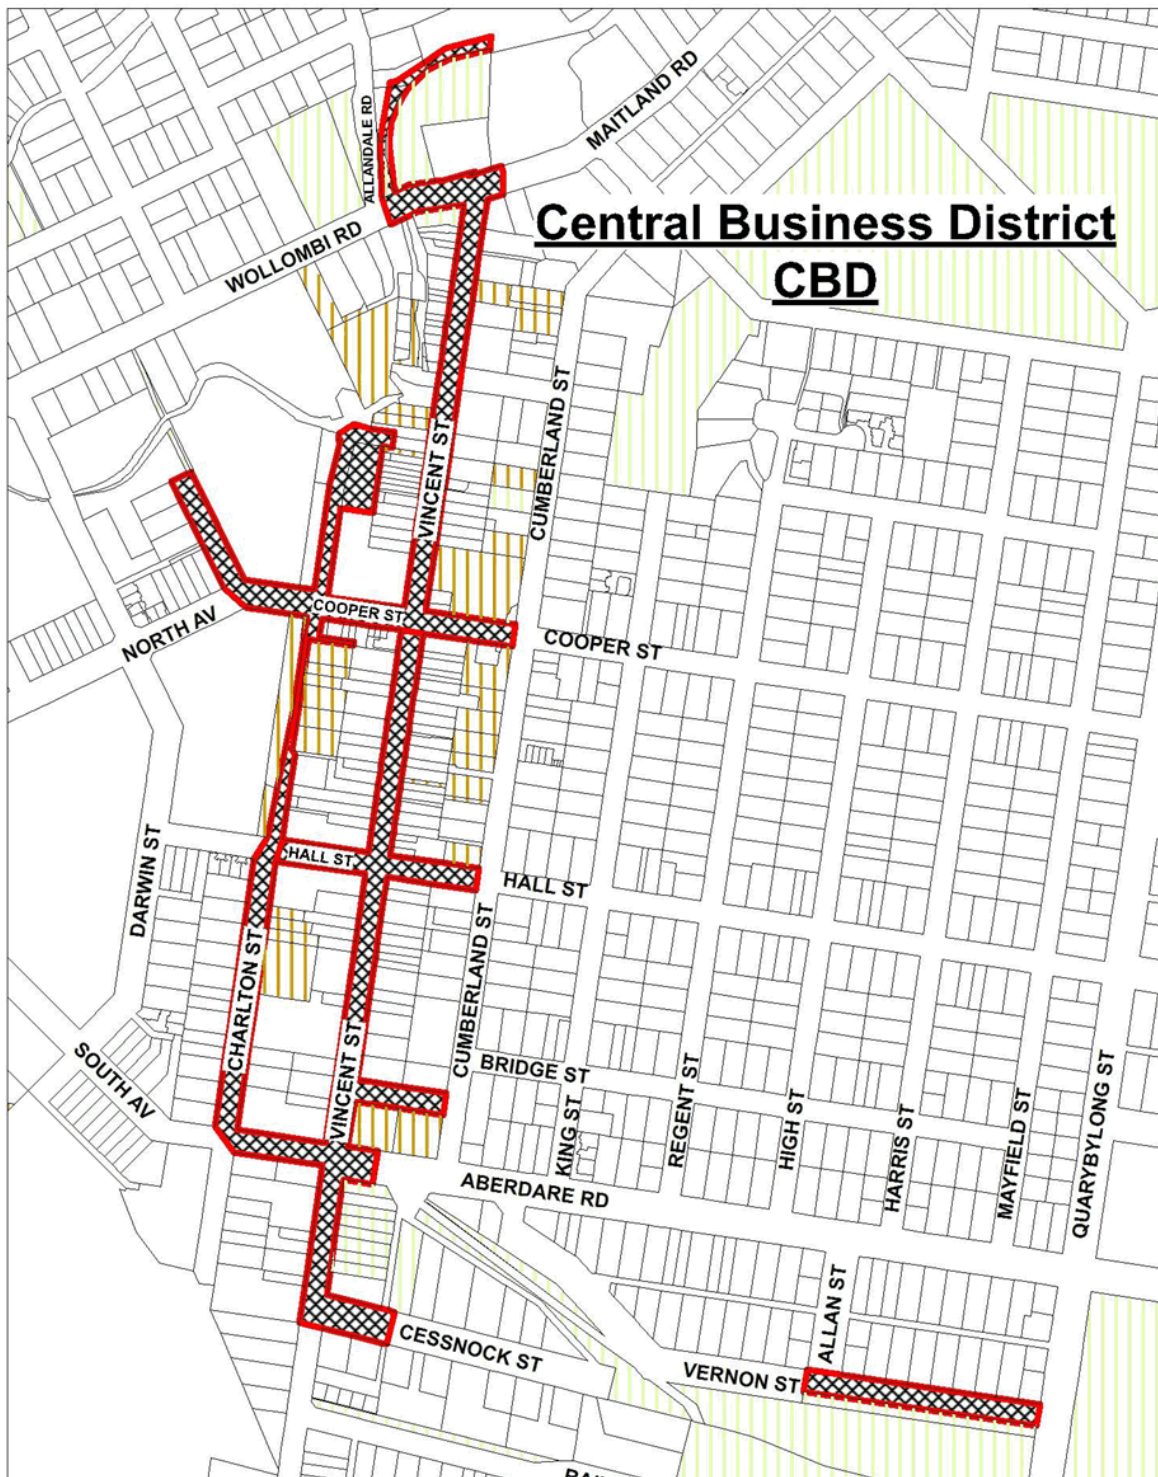 MAITLAND RD
ALLANDALE RD
Central Business District
CBD
WOLLOMBI RD
CUMBERLAND ST
VINCENT ST
COOPER ST
NORTH AV
COOPER ST
DARWIN ST
HALL ST
HALL ST
CHARLTON ST
CUMBERLAND ST
VINCENT ST
SOUTH AV
BRIDGE ST
KING ST
REGENT ST
HIGH ST
HARRIS ST
MAYFIELD ST
QUARYBYLONG ST
ABERDARE RD
ALLAN ST
CESSNOCK ST
VERNON ST